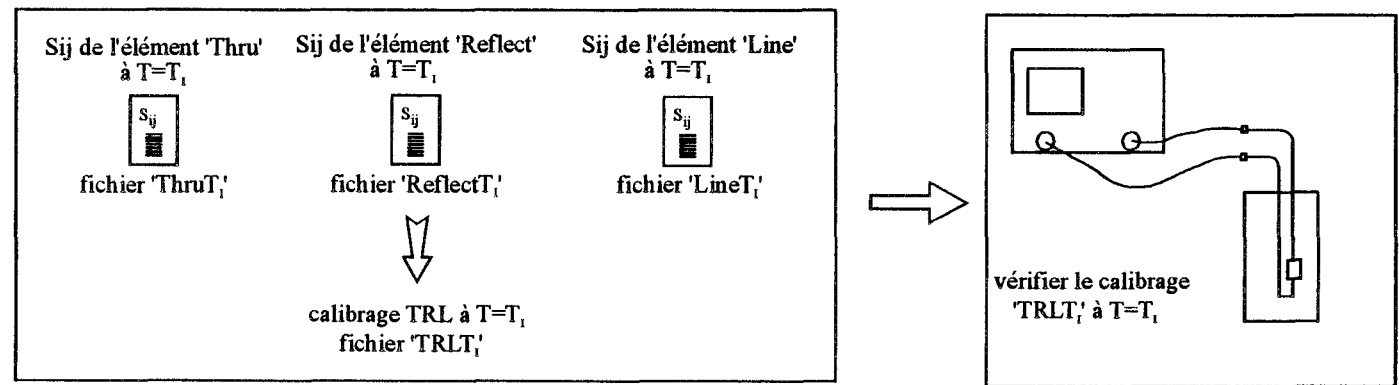 Sij de l'élément 'Thru'
à T=T₁
Sij
fichier 'ThruT₁'
Sij de l'élément 'Reflect'
à T=T₁
Sij
fichier 'ReflectT₁'
Sij de l'élément 'Line'
à T=T₁
Sij
fichier 'LineT₁'
calibrage TRL à T=T₁
fichier 'TRLT₁'
vérifier le calibrage
'TRLT₁' à T=T₁